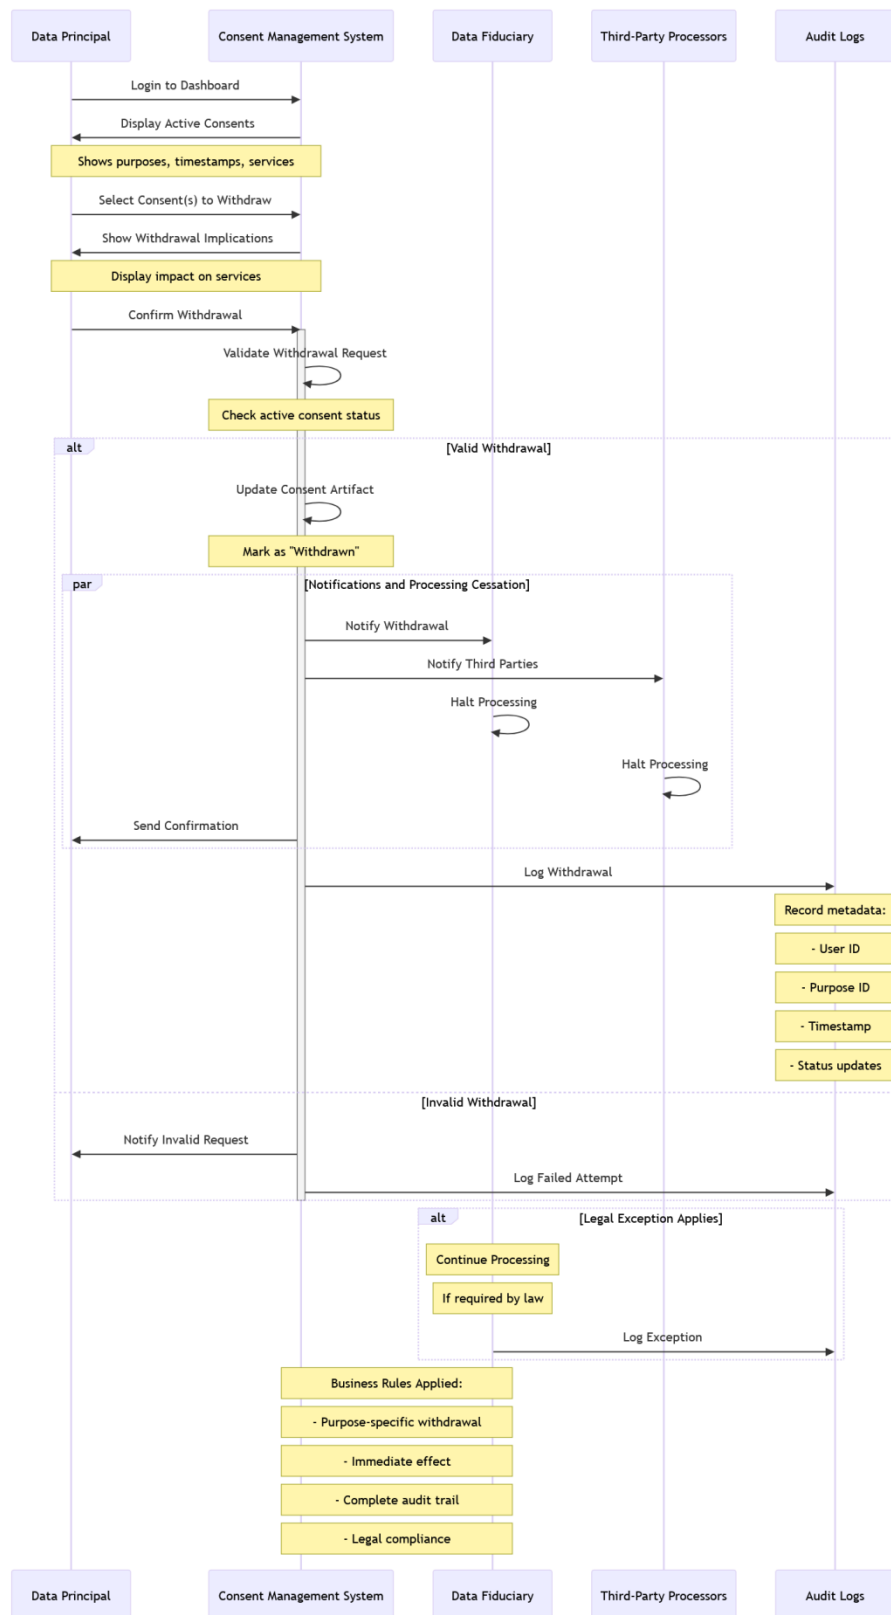 Data Principal
Consent Management System
Data Fiduciary
Third-Party Processors
Audit Logs
Login to Dashboard
Display Active Consents
Shows purposes, timestamps, services
Select Consent(s) to Withdraw
Show Withdrawal Implications
Display impact on services
Confirm Withdrawal
Validate Withdrawal Request
Check active consent status
alt
[Valid Withdrawal]
Update Consent Artifact
Mark as "Withdrawn"
par
[Notifications and Processing Cessation]
Notify Withdrawal
Notify Third Parties
Halt Processing
Halt Processing
Send Confirmation
Log Withdrawal
Record metadata:
- User ID
- Purpose ID
- Timestamp
- Status updates
[Invalid Withdrawal]
Notify Invalid Request
Log Failed Attempt
alt
[Legal Exception Applies]
Continue Processing
If required by law
Log Exception
Business Rules Applied:
- Purpose-specific withdrawal
- Immediate effect
- Complete audit trail
- Legal compliance
Data Principal
Consent Management System
Data Fiduciary
Third-Party Processors
Audit Logs